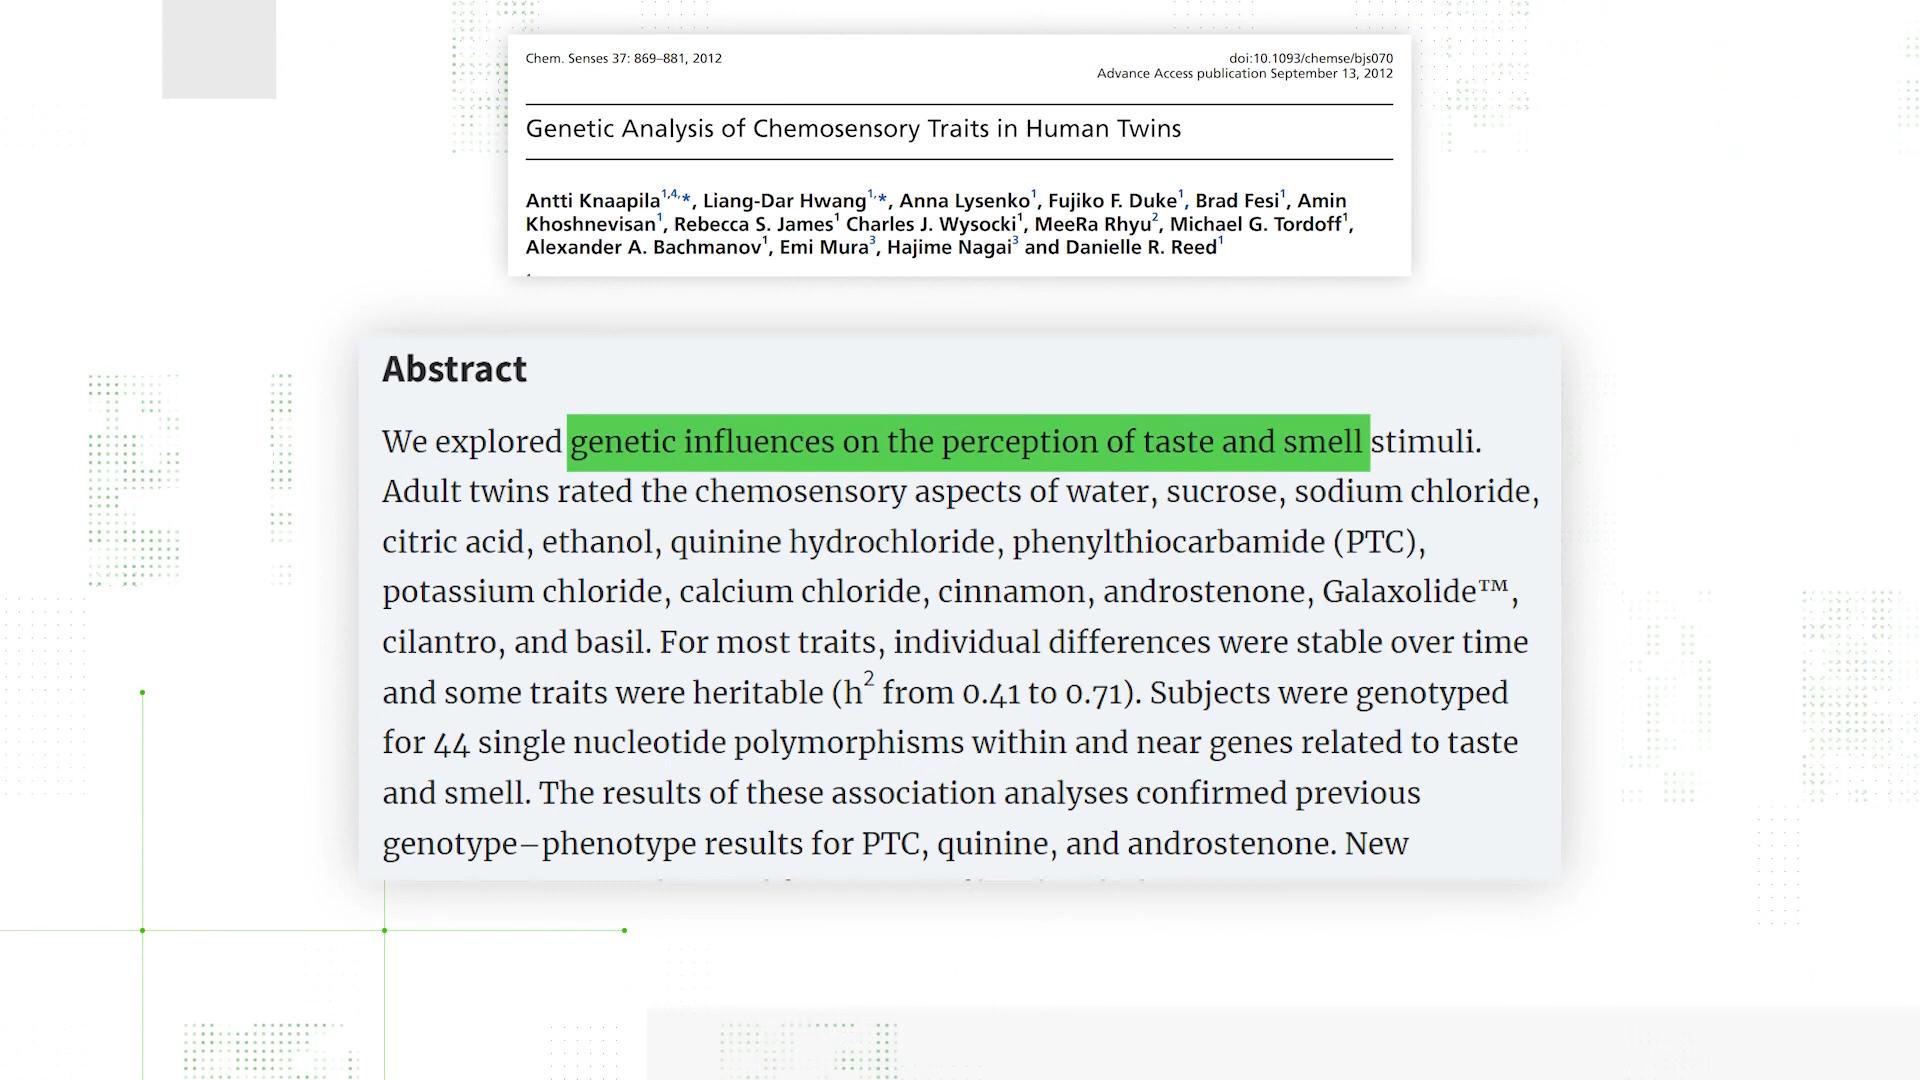 Chem. Senses 37: 869–881, 2012
doi:10.1093/chemse/bjs070
Advance Access publication September 13, 2012
Genetic Analysis of Chemosensory Traits in Human Twins
Antti Knaapila1,4,*, Liang-Dar Hwang1,*, Anna Lysenko1, Fujiko F. Duke1, Brad Fesi1, Amin
Khoshnevisan1, Rebecca S. James1 Charles J. Wysocki1, MeeRa Rhyu2, Michael G. Tordoff1,
Alexander A. Bachmanov1, Emi Mura3, Hajime Nagai3 and Danielle R. Reed1
Abstract
We explored genetic influences on the perception of taste and smell stimuli.
Adult twins rated the chemosensory aspects of water, sucrose, sodium chloride,
citric acid, ethanol, quinine hydrochloride, phenylthiocarbamide (PTC),
potassium chloride, calcium chloride, cinnamon, androstenone, Galaxolide™,
cilantro, and basil. For most traits, individual differences were stable over time
and some traits were heritable (h2 from 0.41 to 0.71). Subjects were genotyped
for 44 single nucleotide polymorphisms within and near genes related to taste
and smell. The results of these association analyses confirmed previous
genotype–phenotype results for PTC, quinine, and androstenone. New